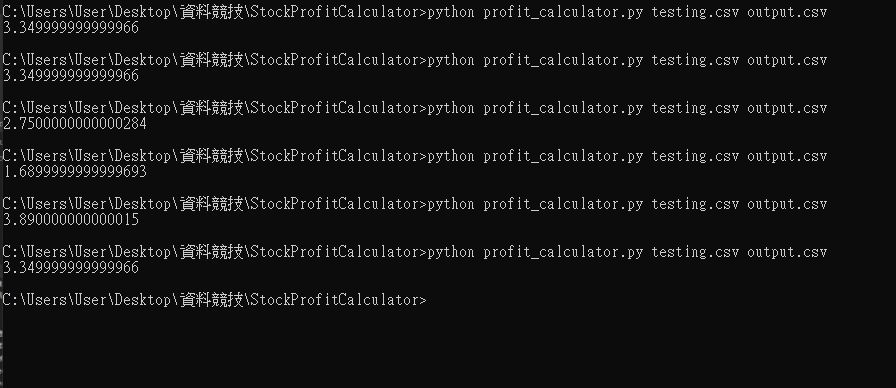 C:\Users\User\Desktop\資料競技\StockProfitCalculator>python profit_calculator.py testing.csv output.csv
3.349999999999966
C:\Users\User\Desktop\資料競技\StockProfitCalculator>python profit_calculator.py testing.csv output.csv
3.349999999999966
C:\Users\User\Desktop\資料競技\StockProfitCalculator>python profit_calculator.py testing.csv output.csv
2.7500000000000284
C:\Users\User\Desktop\資料競技\StockProfitCalculator>python profit_calculator.py testing.csv output.csv
1.6899999999999693
C:\Users\User\Desktop\資料競技\StockProfitCalculator>python profit_calculator.py testing.csv output.csv
3.890000000000015
C:\Users\User\Desktop\資料競技\StockProfitCalculator>python profit_calculator.py testing.csv output.csv
3.349999999999966
C:\Users\User\Desktop\資料競技\StockProfitCalculator>